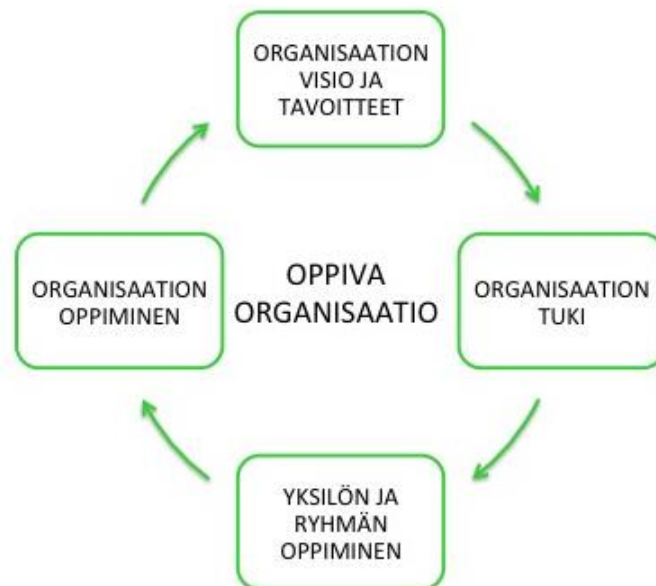 ORGANISAATION
VISIO JA
TAVOITTEET
ORGANISAATION
OPPIMINEN
OPPIVA
ORGANISAATIO
ORGANISAATION
TUKI
YKSILÖN JA
RYHMÄN
OPPIMINEN